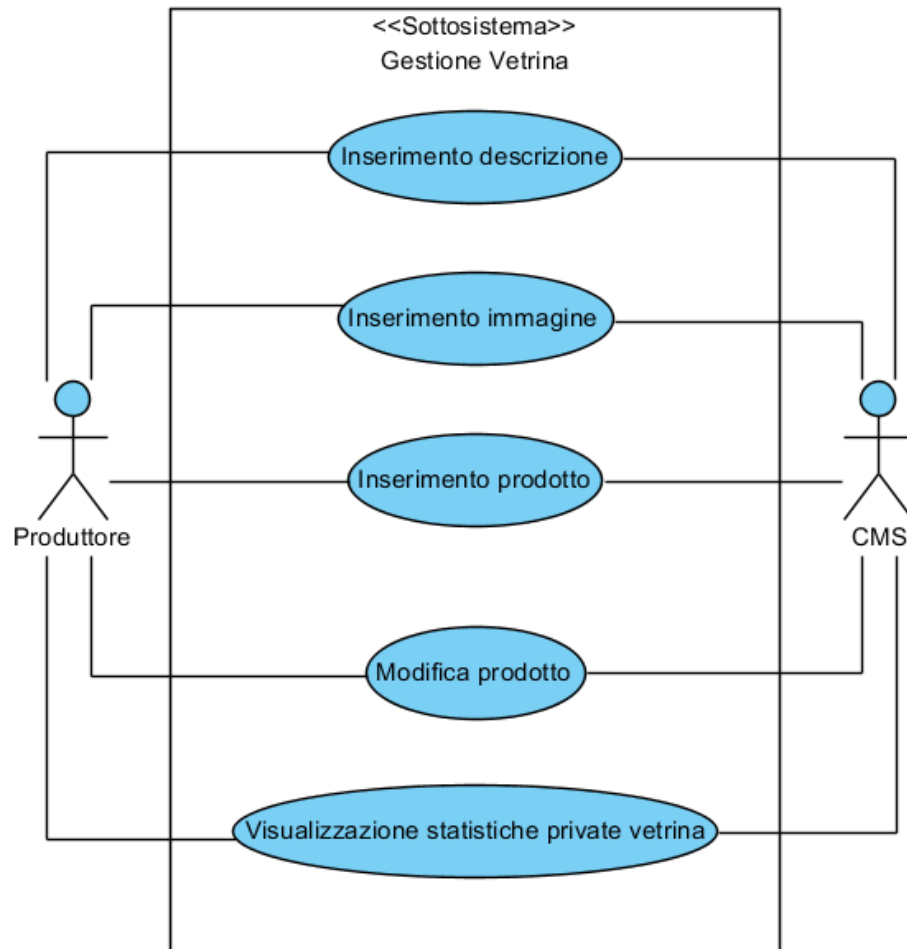 <<Sottosistema>>
Gestione Vetrina
Inserimento descrizione
Inserimento immagine
Inserimento prodotto
Produttore
CMS
Modifica prodotto
Visualizzazione statistiche private vetrina